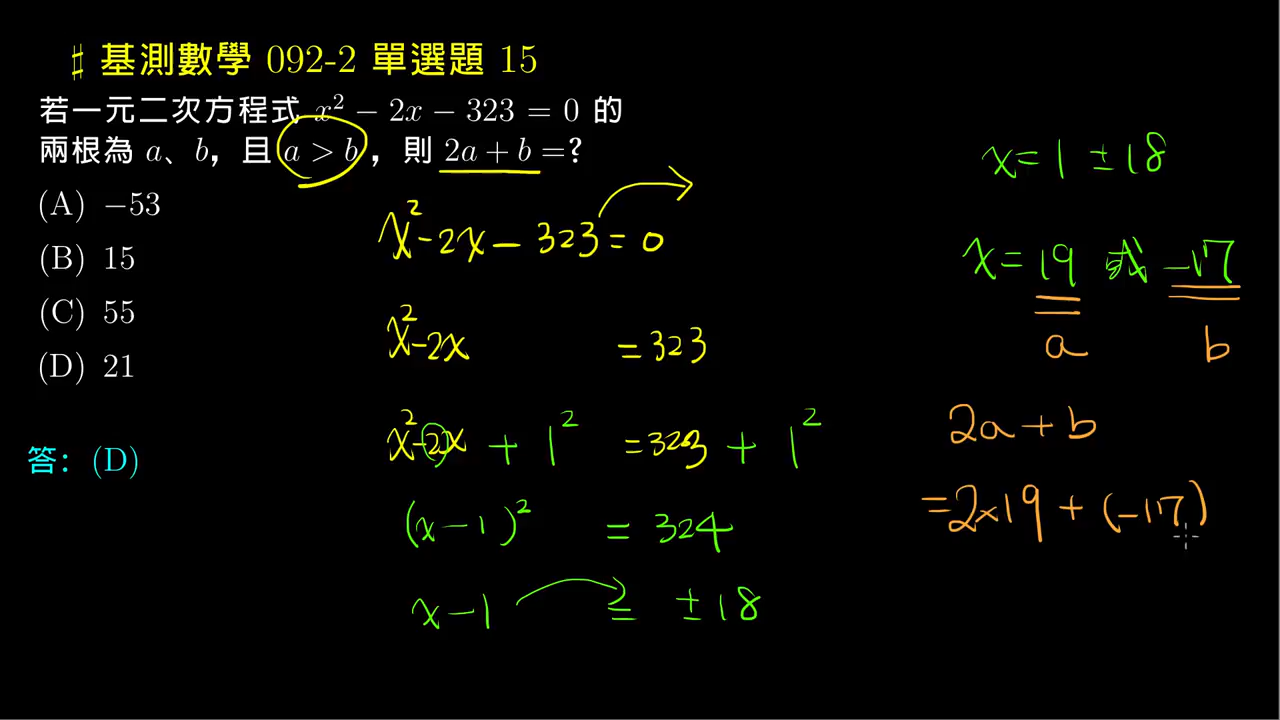 ♯ 基測數學 092-2 單選題 15
若一元二次方程式 x² − 2x − 323 = 0 的
兩根為 a、b，且 a > b，則 2a + b =?
(A) −53
(B) 15
(C) 55
(D) 21
答：(D)
x² − 2x − 323 = 0
x² − 2x = 323
x² − 2x + 1² = 323 + 1²
(x − 1)² = 324
x − 1 = ± 18
x = 1 ± 18
x = 19 或 −17
a b
2a + b
= 2×19 + (−17)